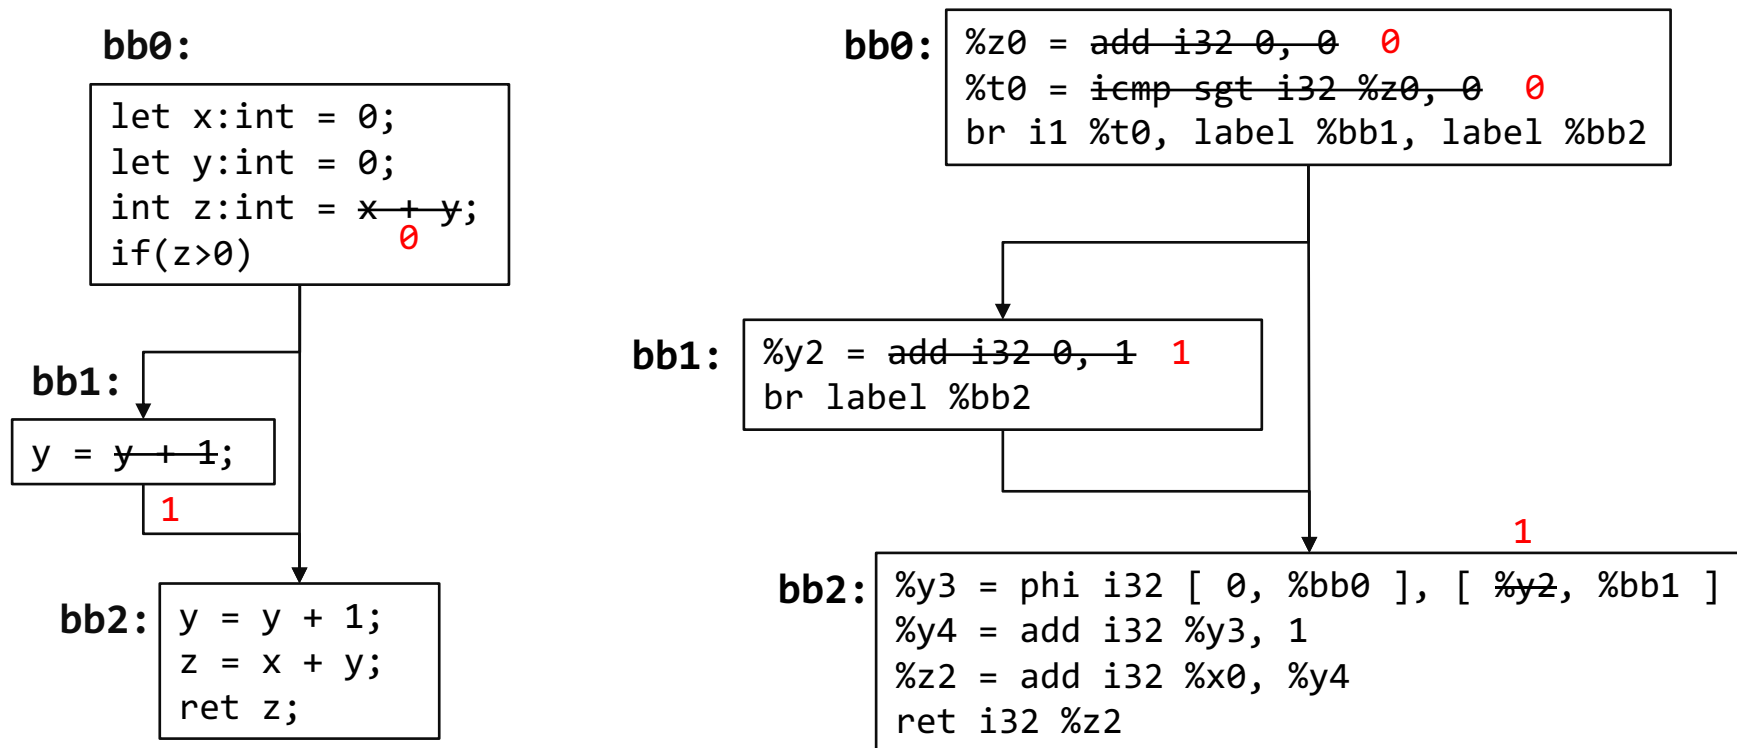 bb0:
let x:int = 0;
let y:int = 0;
int z:int = x + y;
0
if(z>0)
bb1:
y = y + 1;
1
bb2:
y = y + 1;
z = x + y;
ret z;
bb0:
%z0 = add i32 0, 0 0
%t0 = icmp sgt i32 %z0, 0 0
br i1 %t0, label %bb1, label %bb2
bb1:
%y2 = add i32 0, 1 1
br label %bb2
1
bb2:
%y3 = phi i32 [ 0, %bb0 ], [ %y2, %bb1 ]
%y4 = add i32 %y3, 1
%z2 = add i32 %x0, %y4
ret i32 %z2